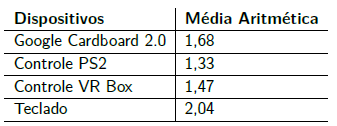 Dispositivos Média Aritmética
Google Cardboard 2.0 1,68
Controle PS2 1,33
Controle VR Box 1,47
Teclado 2,04